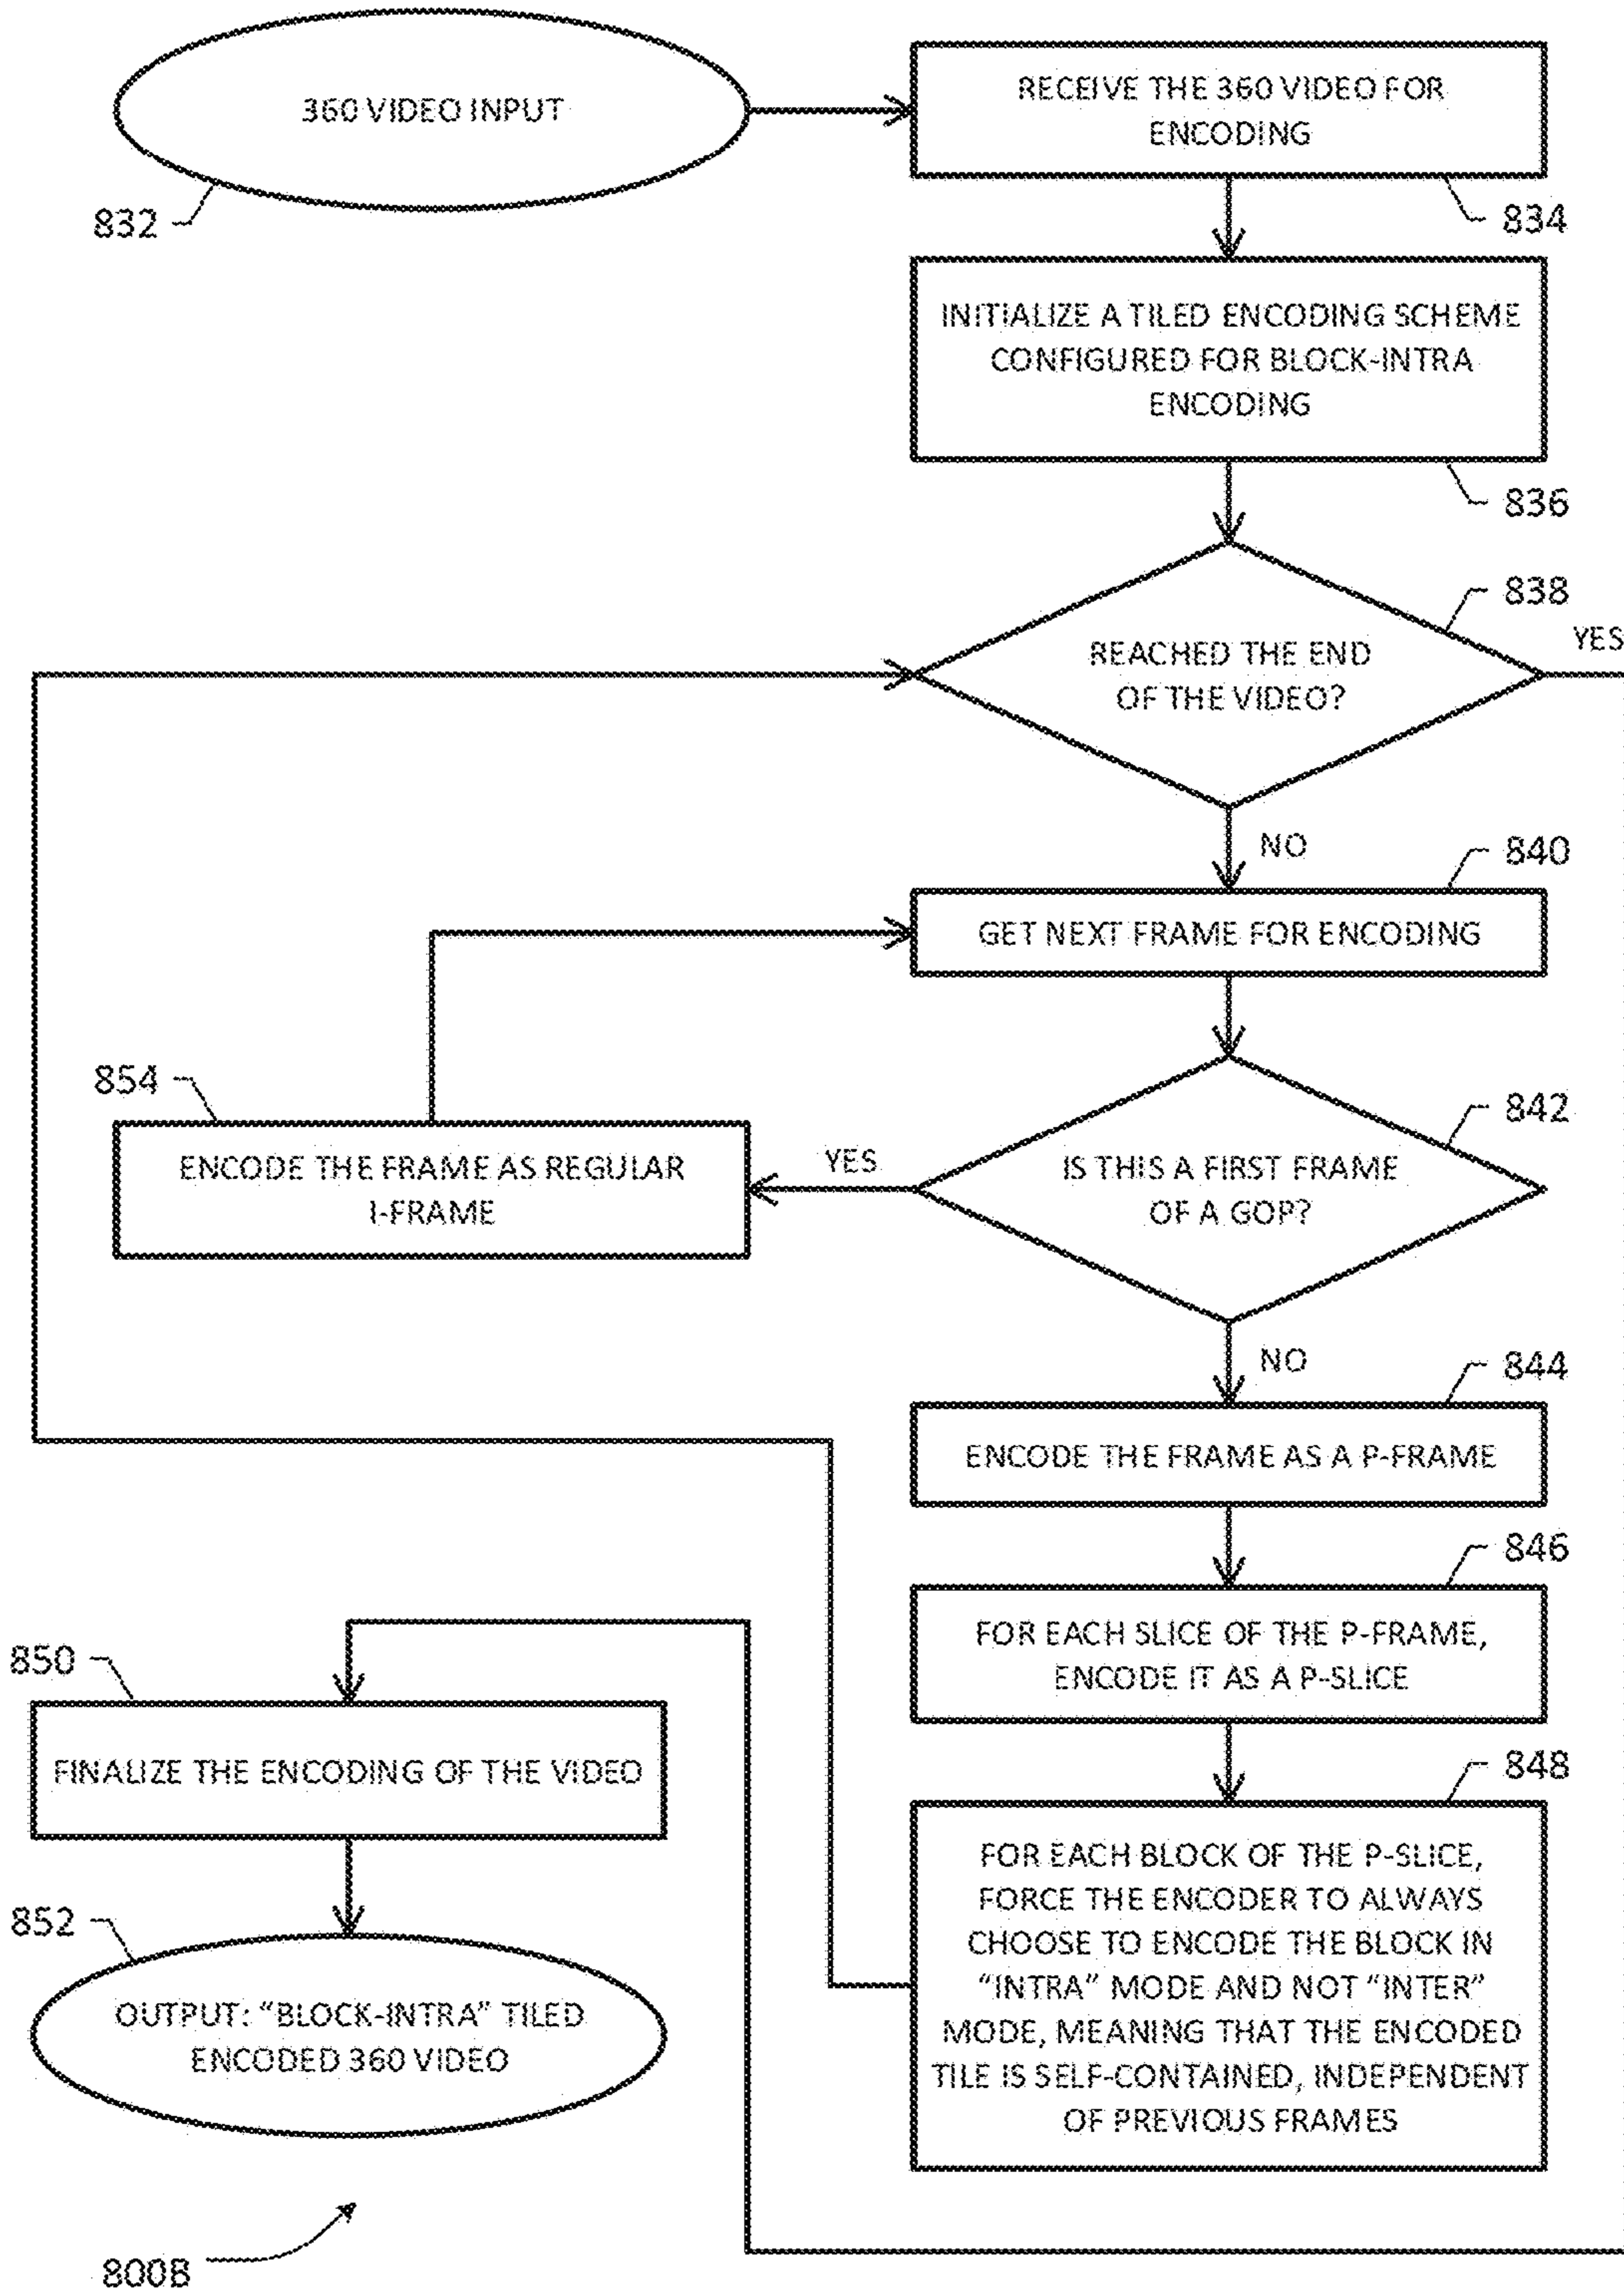 360 VIDEO INPUT
832
RECEIVE THE 360 VIDEO FOR
ENCODING
834
INITIALIZE A TILED ENCODING SCHEME
CONFIGURED FOR BLOCK-INTRA
ENCODING
836
838
REACHED THE END
OF THE VIDEO?
YES
NO
840
GET NEXT FRAME FOR ENCODING
842
IS THIS A FIRST FRAME
OF A GOP?
YES
854
ENCODE THE FRAME AS REGULAR
I-FRAME
NO
844
ENCODE THE FRAME AS A P-FRAME
846
FOR EACH SLICE OF THE P-FRAME,
ENCODE IT AS A P-SLICE
848
FOR EACH BLOCK OF THE P-SLICE,
FORCE THE ENCODER TO ALWAYS
CHOOSE TO ENCODE THE BLOCK IN
"INTRA" MODE AND NOT "INTER"
MODE, MEANING THAT THE ENCODED
TILE IS SELF-CONTAINED, INDEPENDENT
OF PREVIOUS FRAMES
850
FINALIZE THE ENCODING OF THE VIDEO
852
OUTPUT: "BLOCK-INTRA" TILED
ENCODED 360 VIDEO
800B